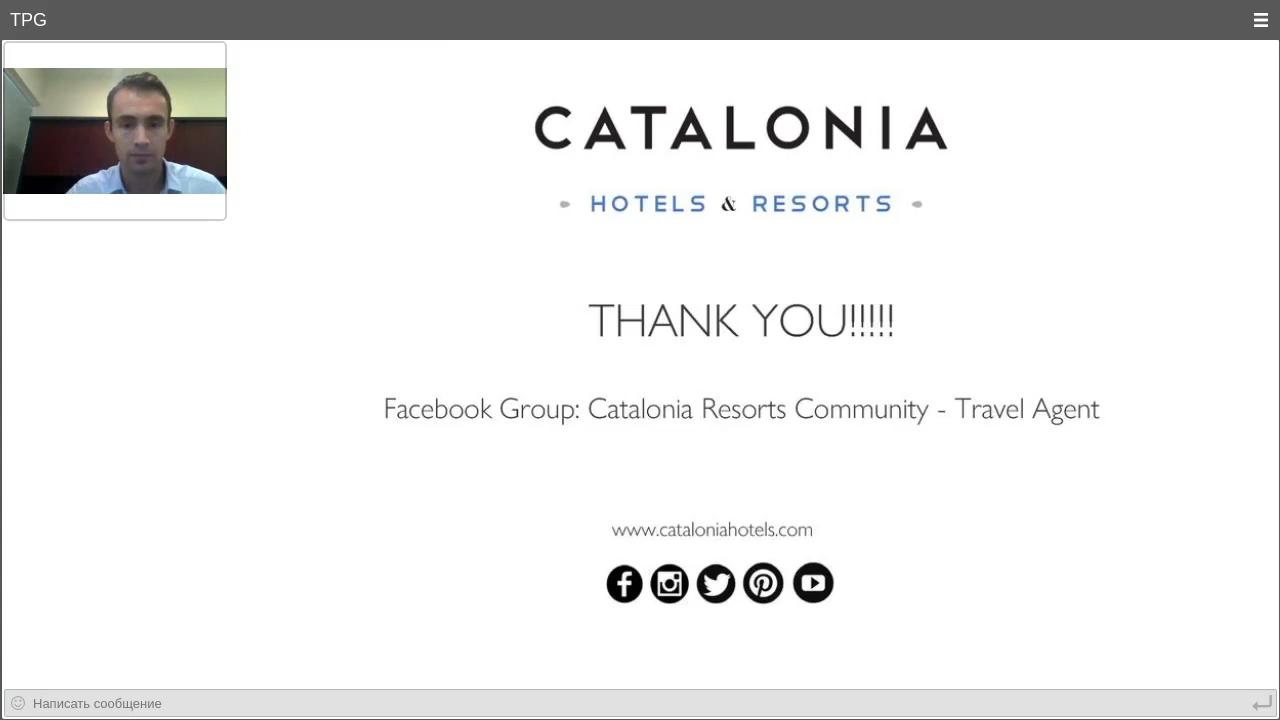 TPG
CATALONIA
HOTELS & RESORTS
THANK YOU!!!!!
Facebook Group: Catalonia Resorts Community - Travel Agent
www.cataloniahotels.com
Написать сообщение